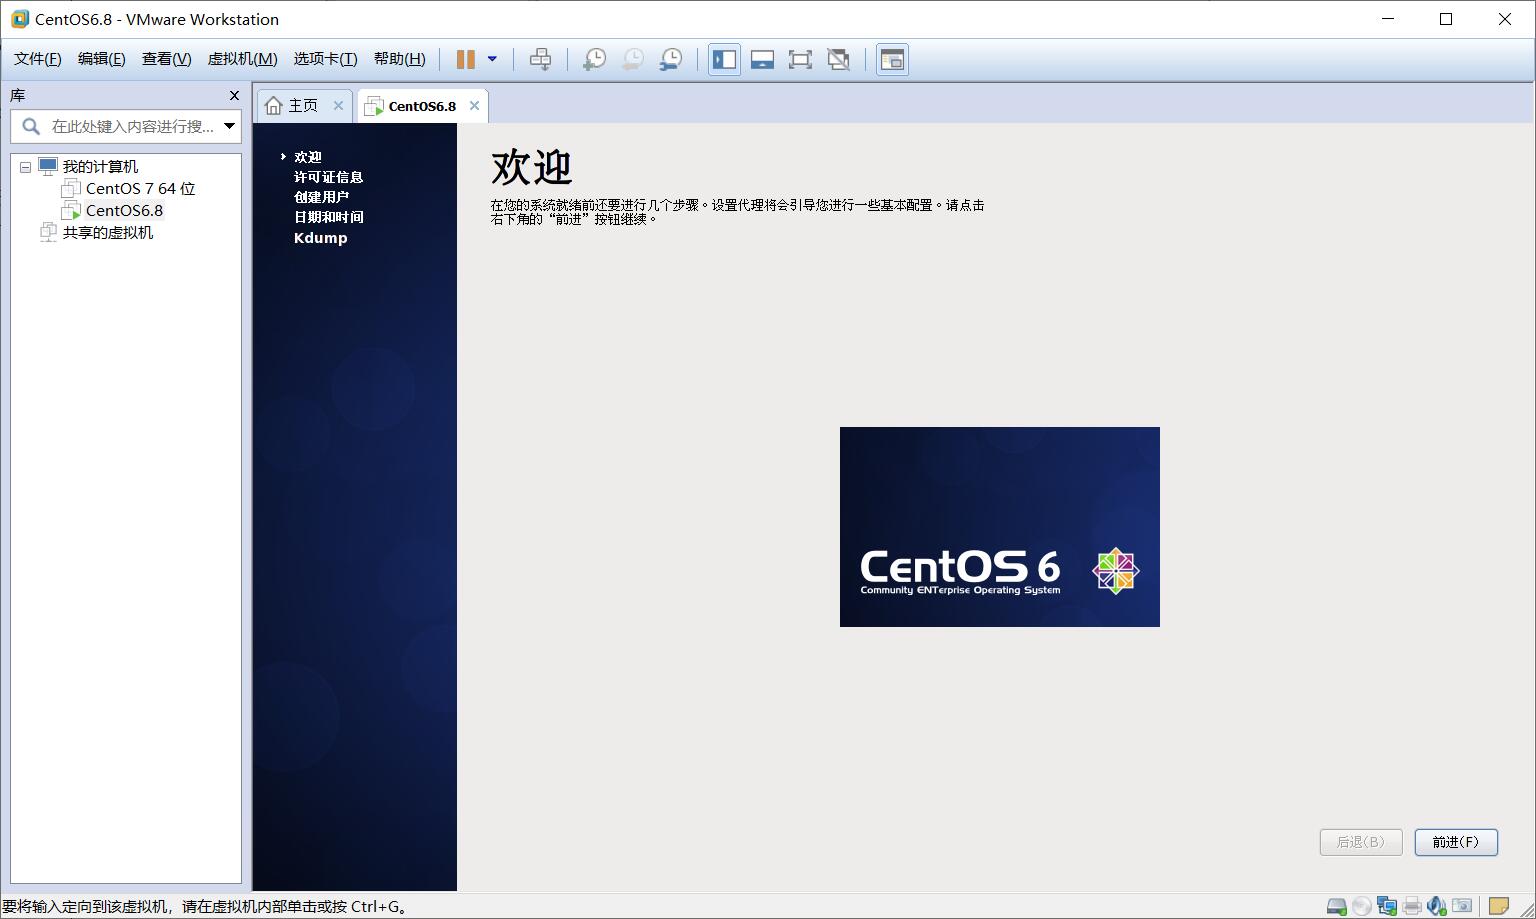 CentOS6.8 - VMware Workstation
文件(F) 编辑(E) 查看(V) 虚拟机(M) 选项卡(T) 帮助(H)
库
在此处键入内容进行搜...
我的计算机
CentOS 7 64 位
CentOS6.8
共享的虚拟机
主页
CentOS6.8
欢迎
许可证信息
创建用户
日期和时间
Kdump
欢迎
在您的系统就绪前还要进行几个步骤。设置代理将会引导您进行一些基本配置。请点击
右下角的“前进”按钮继续。
CentOS 6
Community ENTerprise Operating System
后退(B) 前进(F)
要将输入定向到该虚拟机，请在虚拟机内部单击或按 Ctrl+G。